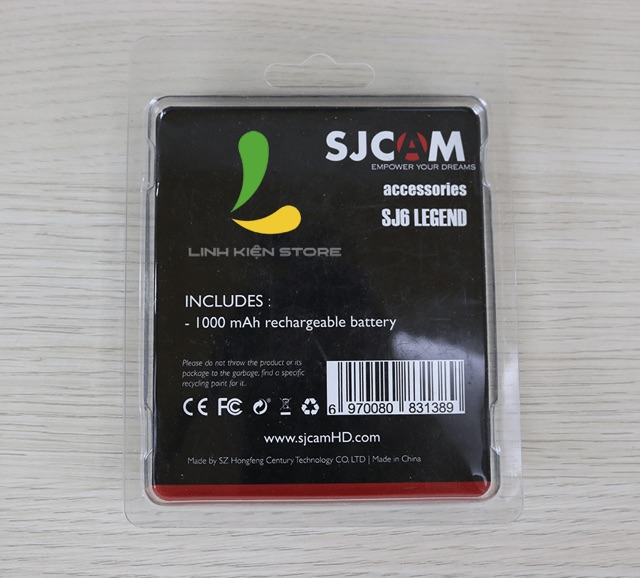 SJCAM
EMPOWER YOUR DREAMS
accessories
SJ6 LEGEND
LINH KIỆN STORE
INCLUDES :
- 1000 mAh rechargeable battery
Please do not throw the product or its
package to the garbage, find a specific
recycling point for it..
CE FC
6 970080 831389
www.sjcamHD.com
Made by SZ Hongfeng Century Technology CO. LTD | Made in China